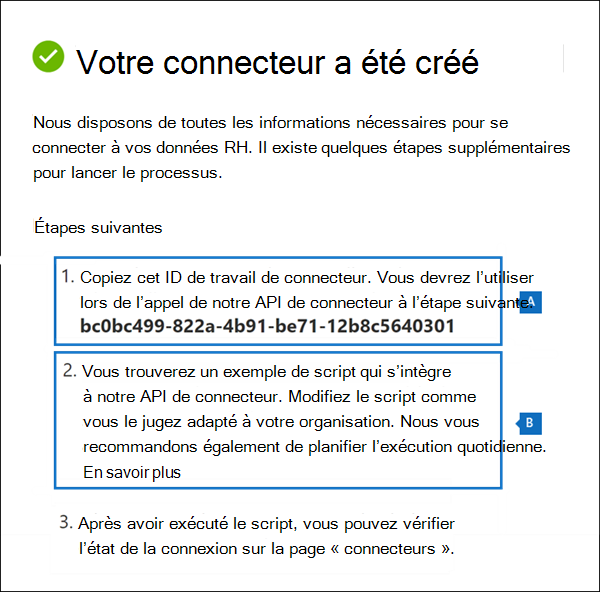 Votre connecteur a été créé
Nous disposons de toutes les informations nécessaires pour se
connecter à vos données RH. Il existe quelques étapes supplémentaires
pour lancer le processus.
Étapes suivantes
1. Copiez cet ID de travail de connecteur. Vous devrez l’utiliser
lors de l’appel de notre API de connecteur à l’étape suivante.
A
bc0bc499-822a-4b91-be71-12b8c5640301
2. Vous trouverez un exemple de script qui s’intègre
à notre API de connecteur. Modifiez le script comme
vous le jugez adapté à votre organisation. Nous vous
B
recommandons également de planifier l’exécution quotidienne.
En savoir plus
3. Après avoir exécuté le script, vous pouvez vérifier
l’état de la connexion sur la page « connecteurs ».